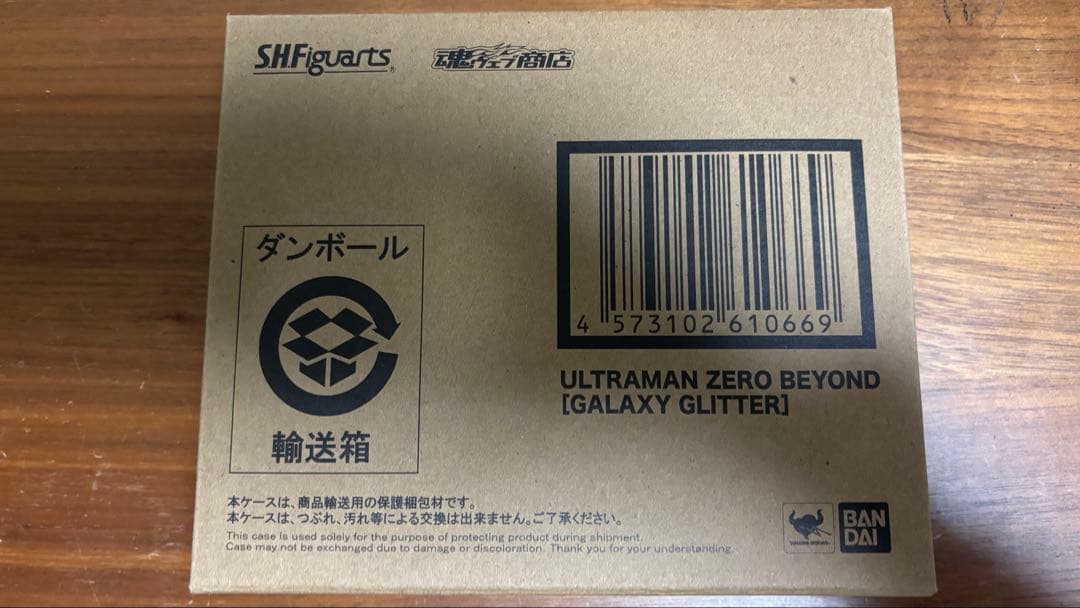 S.H.Figuarts
魂ウェブ商店
4 573102 610669
ULTRAMAN ZERO BEYOND
[GALAXY GLITTER]
ダンボール
輸送箱
本ケースは、商品輸送用の保護梱包材です。
本ケースは、つぶれ、汚れ等による交換は出来ません。ご了承ください。
This case is used solely for the purpose of protecting product during shipment.
Case may not be exchanged due to damage or discoloration. Thank you for your understanding.
BAN
DAI